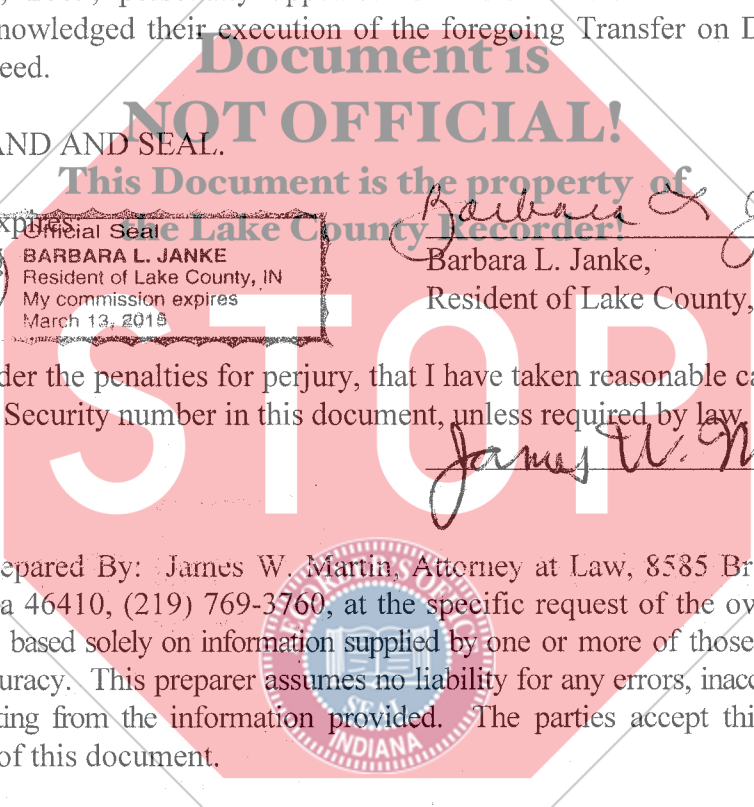 nowledged their execution of the foregoing Transfer on D
eed.
Document is
NOT OFFICIAL!
AND AND SEAL.
This Document is the property of
the Lake County Recorder!
xpires:
Official Seal
BARBARA L. JANKE
Resident of Lake County, IN
My commission expires
March 13, 2015
Barbara L. J
Barbara L. Janke,
Resident of Lake County,
STOP
der the penalties for perjury, that I have taken reasonable ca
Security number in this document, unless required by law
James W. M
epared By: James W. Martin, Attorney at Law, 8585 Br
a 46410, (219) 769-3760, at the specific request of the ov
based solely on information supplied by one or more of those
uracy. This preparer assumes no liability for any errors, inacc
ting from the information provided. The parties accept thi
of this document.
SEAL
INDIANA